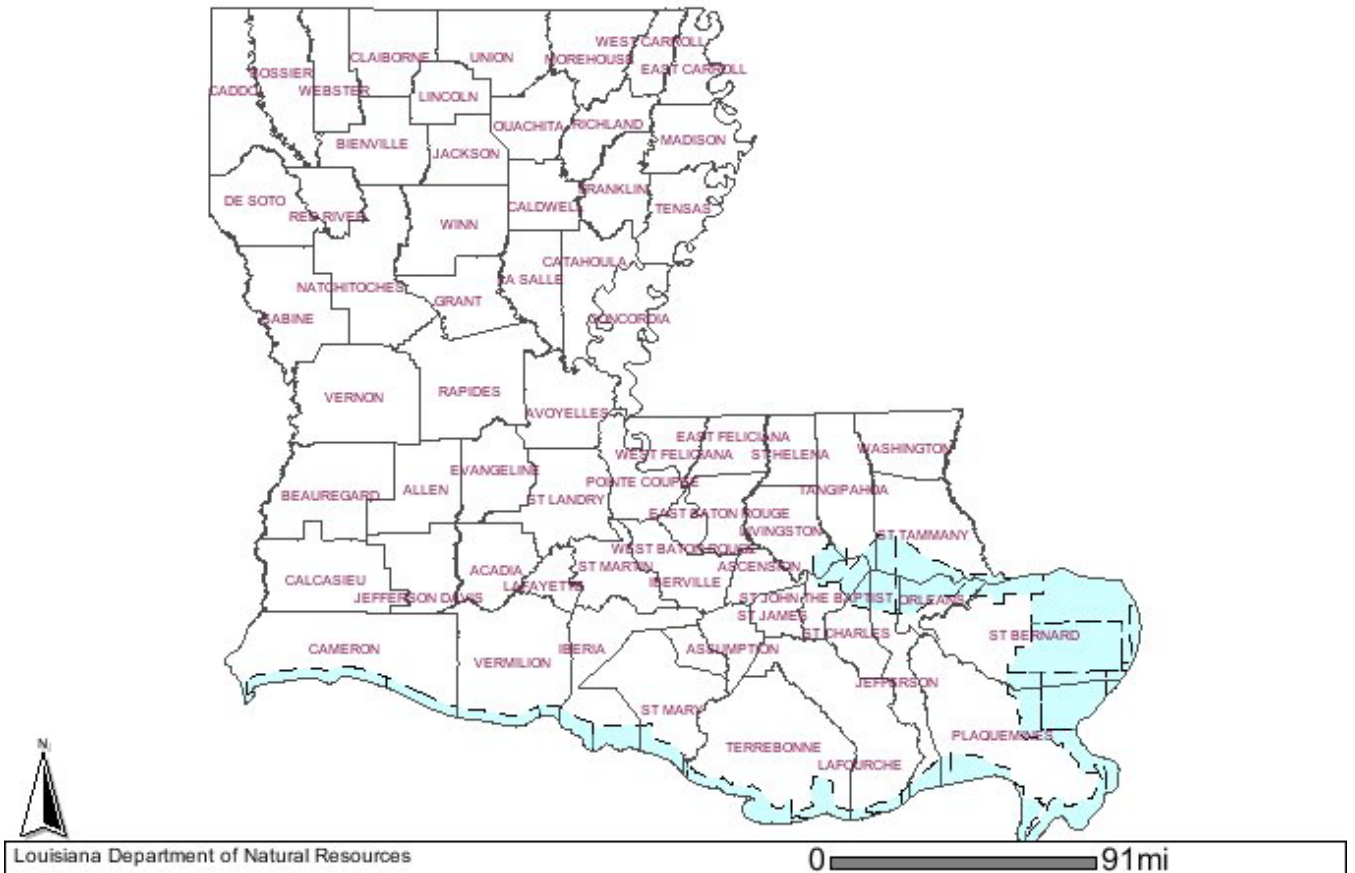 WEST CARROLL
CLAIBORNE
UNION
MOREHOUSE
EAST CARROLL
BOSSIER
CADDO
WEBSTER
LINCOLN
OUACHITA
RICHLAND
MADISON
BIENVILLE
JACKSON
FRANKLIN
DE SOTO
RED RIVER
CALDWELL
TENSAS
WINN
CATAHOULA
LA SALLE
NATCHITOCHES
GRANT
SABINE
CONCORDIA
VERNON
RAPIDES
AVOYELLES
EAST FELICIANA
WEST FELICIANA
ST HELENA
WASHINGTON
EVANGELINE
POINTE COUPEE
BEAUREGARD
ALLEN
ST LANDRY
TANGIPAHOA
EAST BATON ROUGE
LIVINGSTON
ST TAMMANY
WEST BATON ROUGE
ACADIA
ST MARTIN
ASCENSION
CALCASIEU
LAFAYETTE
IBERVILLE
JEFFERSON DAVIS
ST JOHN THE BAPTIST
ORLEANS
ST JAMES
ST CHARLES
ST BERNARD
CAMERON
VERMILION
IBERIA
ASSUMPTION
JEFFERSON
ST MARY
PLAQUEMINES
TERREBONNE
LAFOURCHE
N
Louisiana Department of Natural Resources
0 91mi